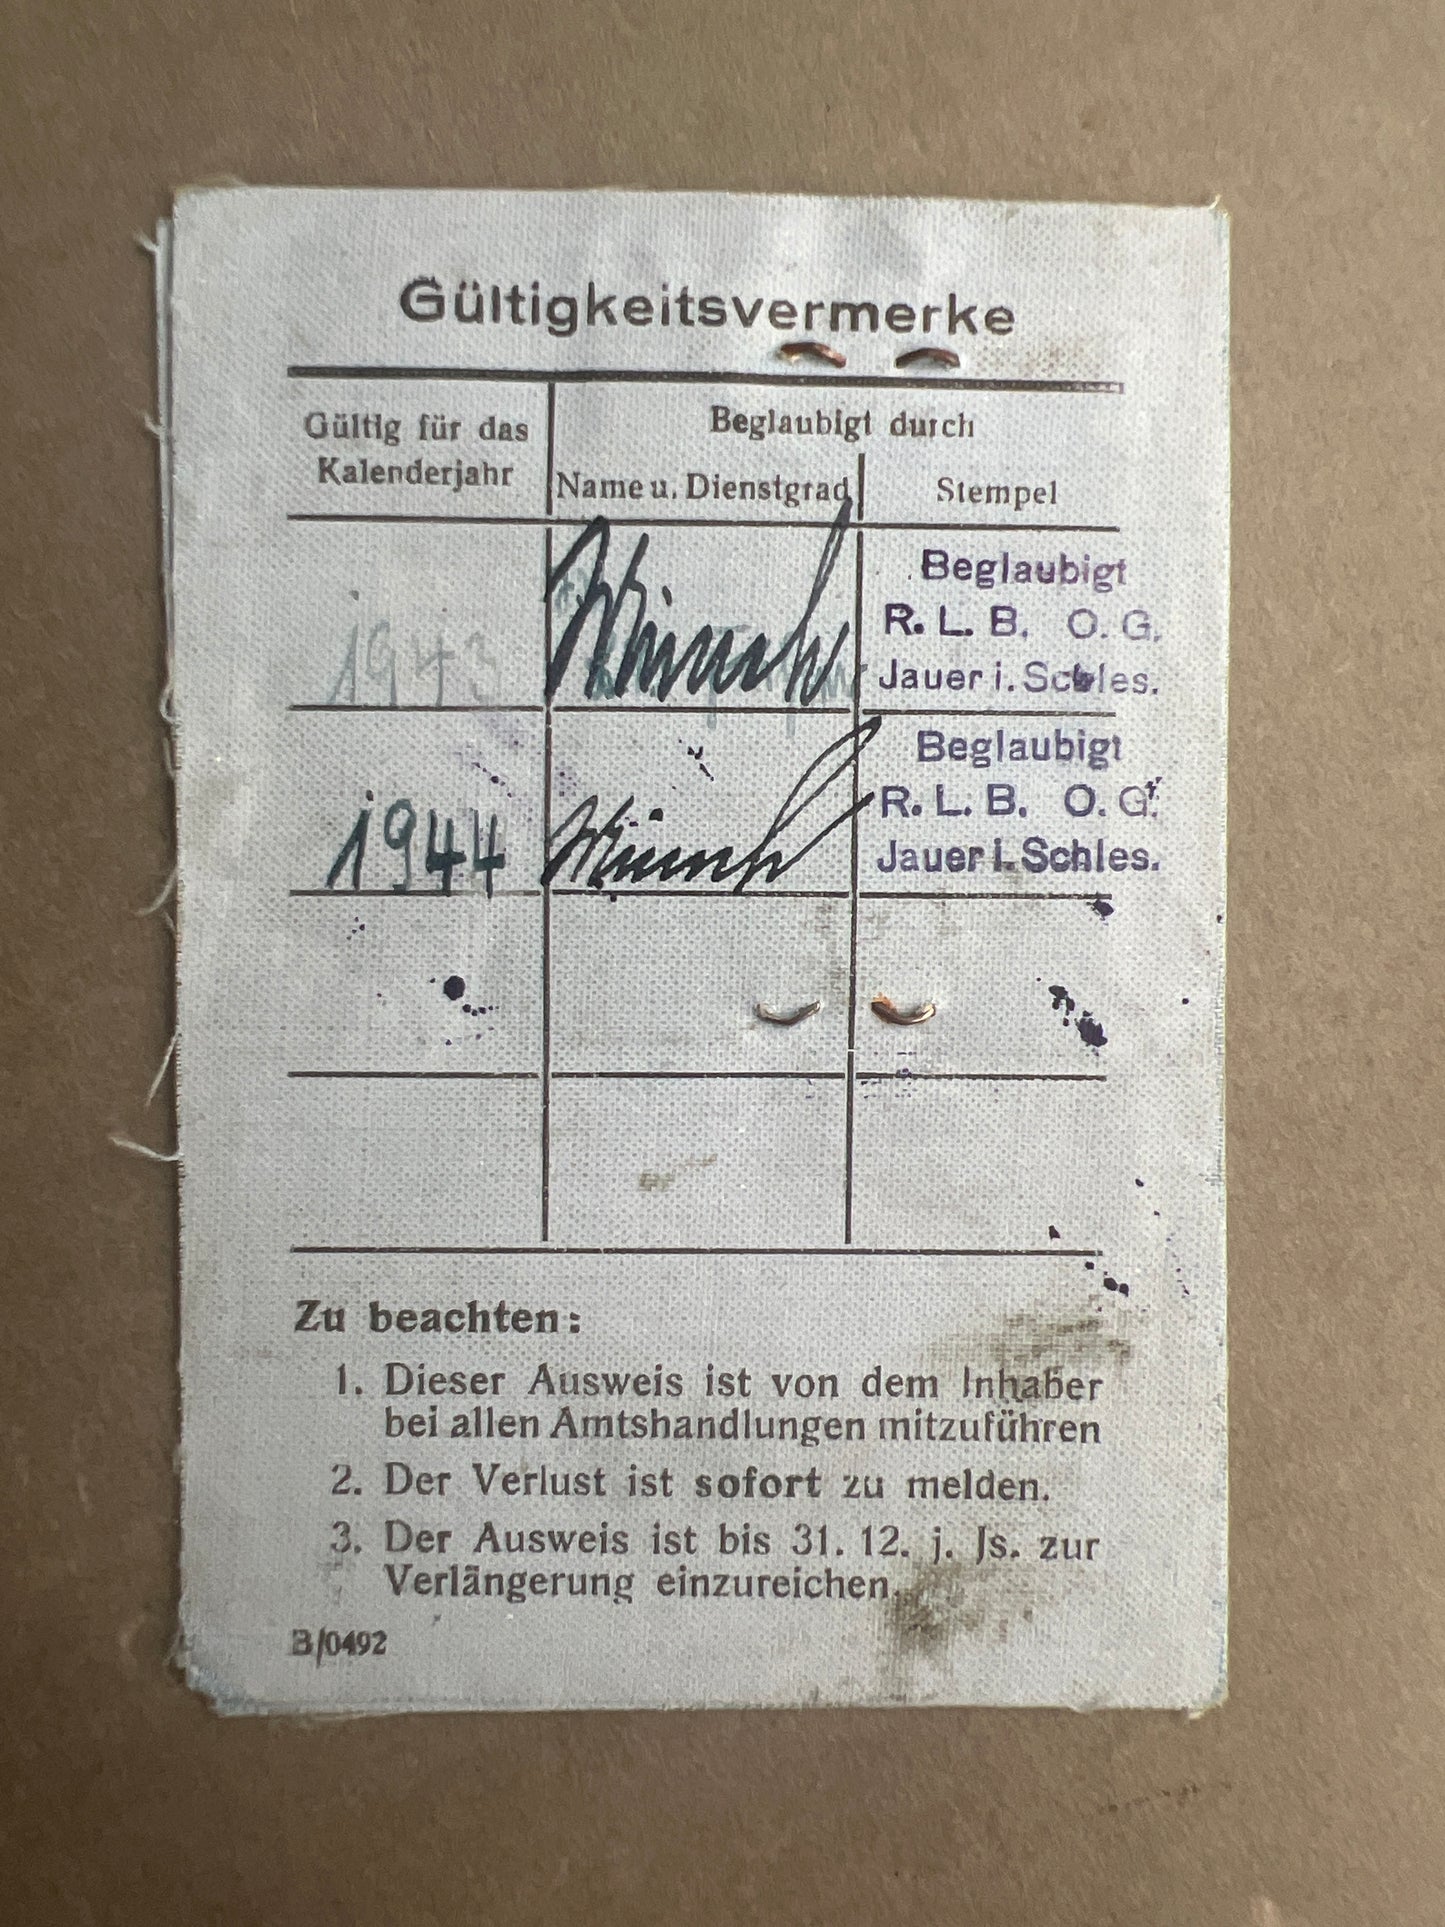 Gültigkeitsvermerke
Gültig für das
Kalenderjahr
Beglaubigt durch
Name u. Dienstgrad
Stempel
1943
Beglaubigt
R. L. B. O. G.
Jauer i. Schles.
1944
Beglaubigt
R. L. B. O. G.
Jauer i. Schles.
Zu beachten:
1. Dieser Ausweis ist von dem Inhaber
bei allen Amtshandlungen mitzuführen
2. Der Verlust ist sofort zu melden.
3. Der Ausweis ist bis 31. 12. j. Js. zur
Verlängerung einzureichen.
B/0492